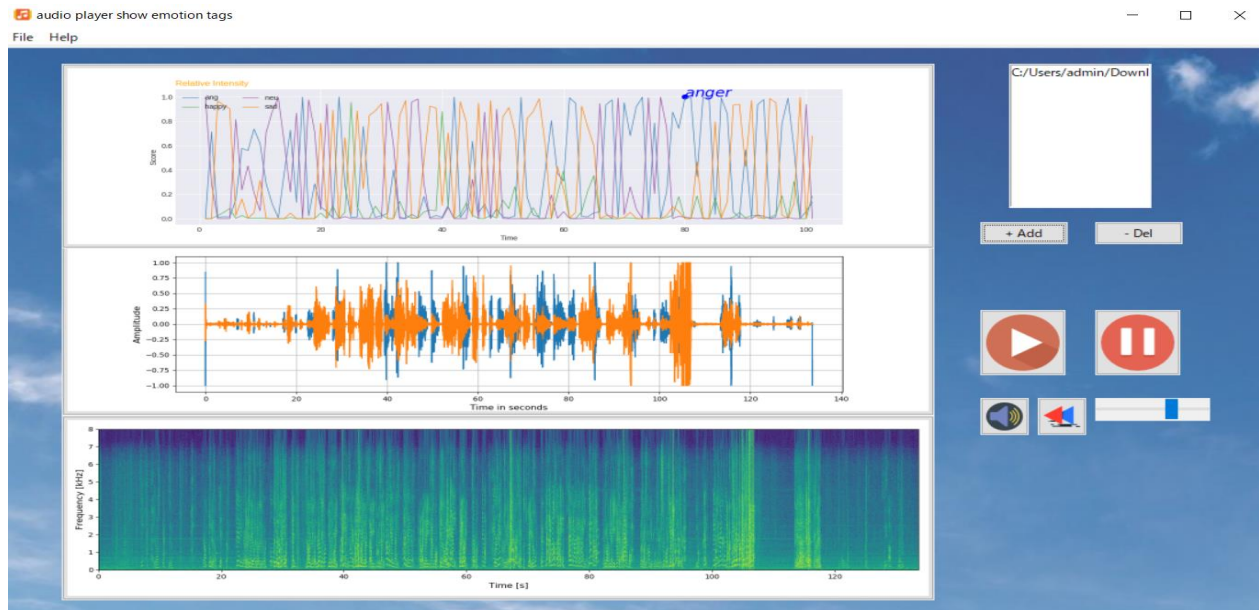 audio player show emotion tags
File Help
Relative Intensity
ang neu
happy sad
anger
1.0
0.8
0.6
0.4
0.2
0.0
Score
0 20 40 60 80 100
Time
1.00
0.75
0.50
0.25
0.00
−0.25
−0.50
−0.75
−1.00
Amplitude
0 20 40 60 80 100 120 140
Time in seconds
8
7
6
5
4
3
2
1
0
Frequency [kHz]
0 20 40 60 80 100 120
Time [s]
C:/Users/admin/Downl
+ Add - Del